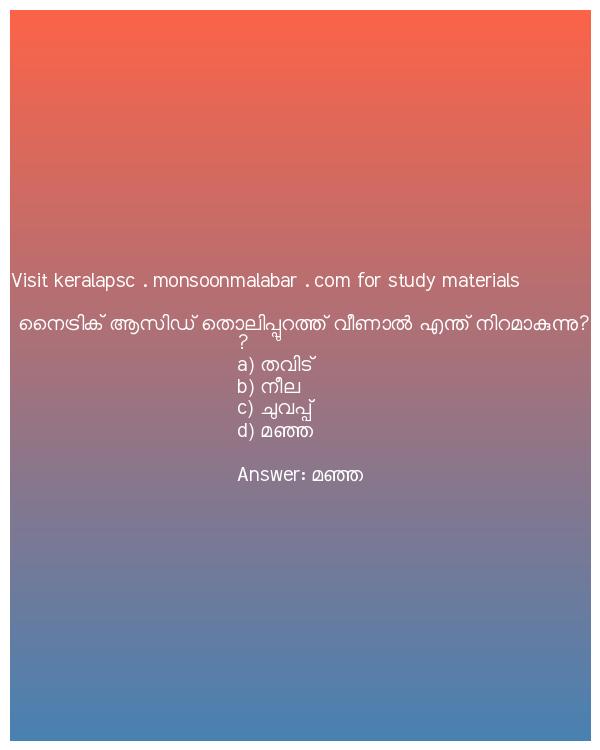 Visit keralapsc . monsoonmalabar . com for study materials
നൈട്രിക് ആസിഡ് തൊലിപ്പുറത്ത് വീണാൽ എന്ത് നിറമാകുന്നു?
?
a) തവിട്
b) നീല
c) ചുവപ്പ്
d) മഞ്ഞ
Answer: മഞ്ഞ